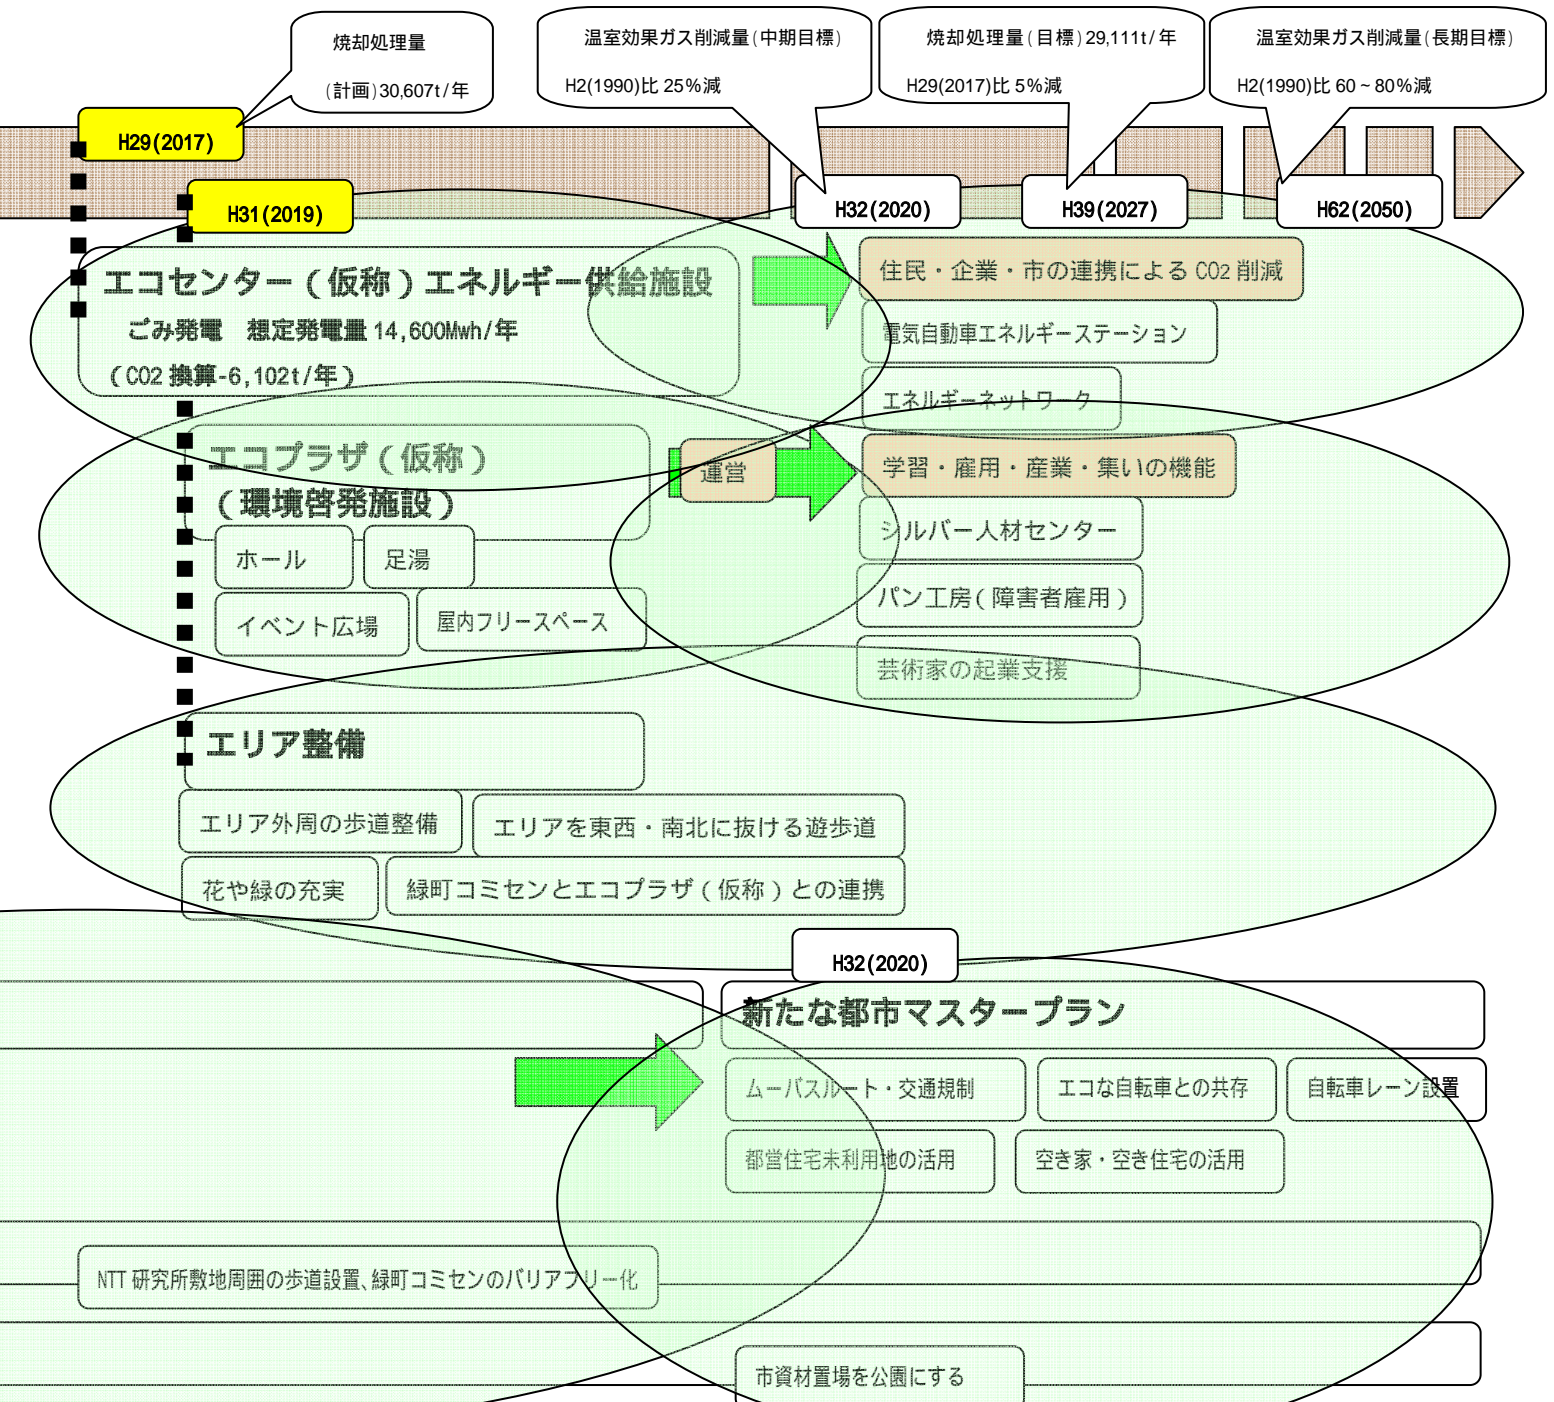 焼却処理量
(計画)30,607t/年
温室効果ガス削減量(中期目標)
H2(1990)比 25%減
焼却処理量(目標)29,111t/年
H29(2017)比 5%減
温室効果ガス削減量(長期目標)
H2(1990)比 60~80%減
H29(2017)
H31(2019)
H32(2020)
H39(2027)
H62(2050)
エコセンター(仮称)エネルギー供給施設
ごみ発電 想定発電量 14,600Mwh/年
(CO2 換算-6,102t/年)
住民・企業・市の連携による CO2 削減
電気自動車エネルギーステーション
エネルギーネットワーク
エコプラザ(仮称)
(環境啓発施設)
運営
学習・雇用・産業・集いの機能
ホール
足湯
イベント広場
屋内フリースペース
シルバー人材センター
パン工房(障害者雇用)
芸術家の起業支援
エリア整備
エリア外周の歩道整備
エリアを東西・南北に抜ける遊歩道
花や緑の充実
緑町コミセンとエコプラザ(仮称)との連携
H32(2020)
新たな都市マスタープラン
ムーバスルート・交通規制
エコな自転車との共存
自転車レーン設置
都営住宅未利用地の活用
空き家・空き住宅の活用
NTT 研究所敷地周囲の歩道設置、緑町コミセンのバリアフリー化
市資材置場を公園にする